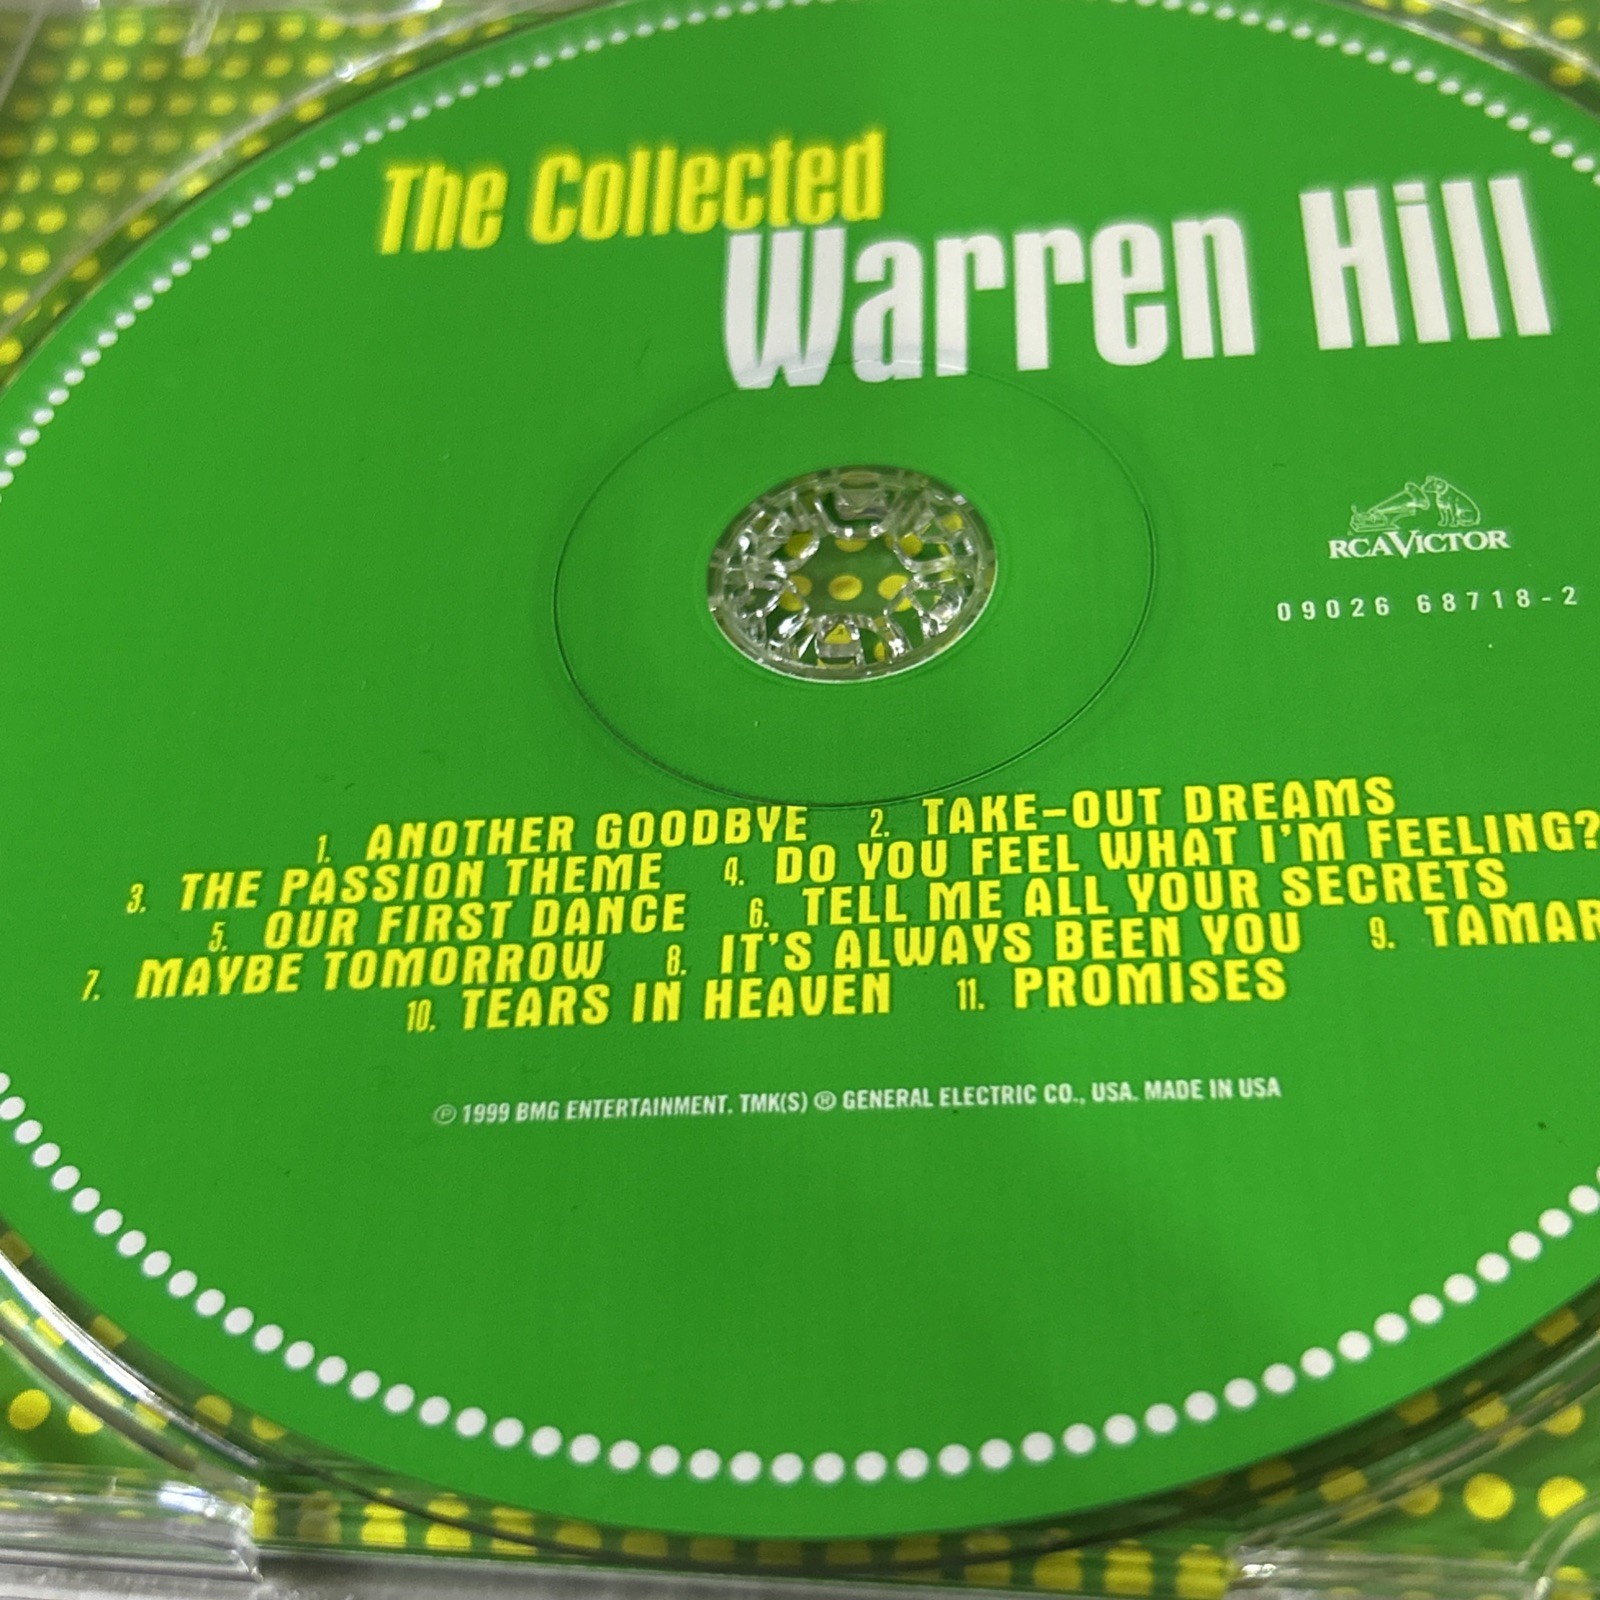 The Collected
Warren Hill
RCAVICTOR
09026 68718-2
1. ANOTHER GOODBYE 2. TAKE-OUT DREAMS
3. THE PASSION THEME 4. DO YOU FEEL WHAT I'M FEELING?
5. OUR FIRST DANCE 6. TELL ME ALL YOUR SECRETS
7. MAYBE TOMORROW 8. IT'S ALWAYS BEEN YOU 9. TAMAR
10. TEARS IN HEAVEN 11. PROMISES
℗ 1999 BMG ENTERTAINMENT. TMK(S) ® GENERAL ELECTRIC CO., USA. MADE IN USA